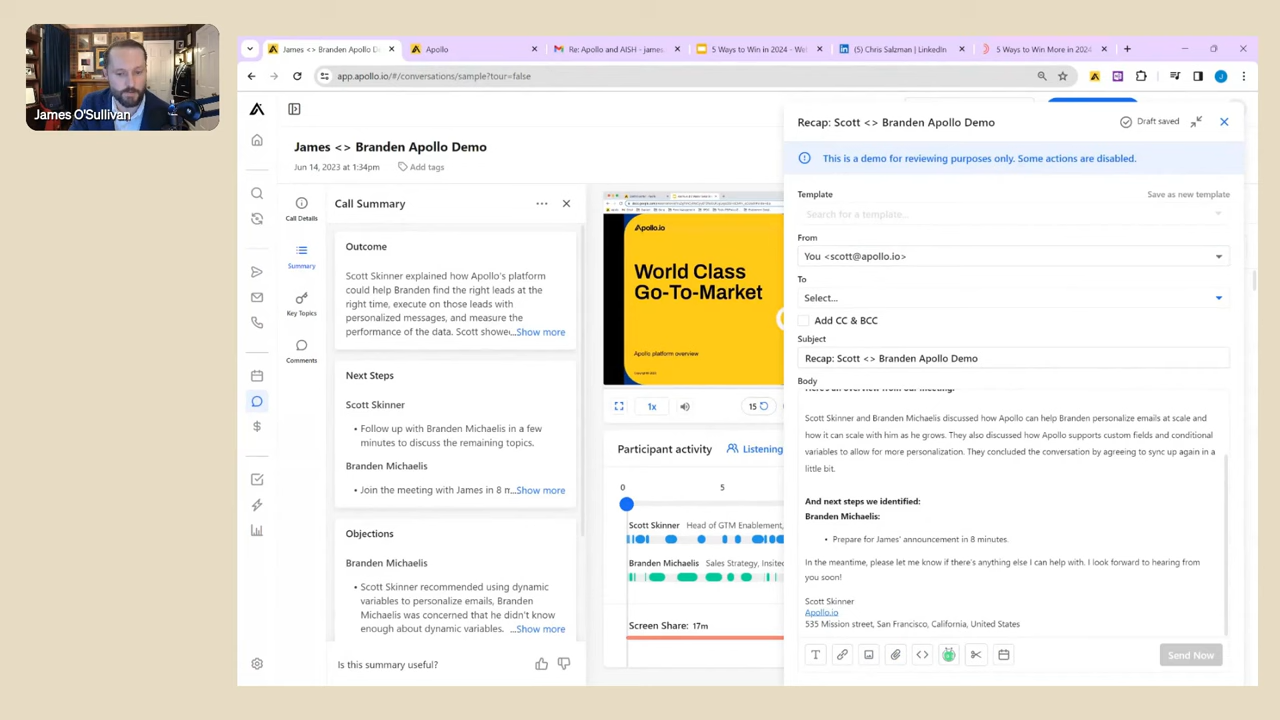 James <> Branden Apollo D
Apollo
Re: Apollo and AISH - james
5 Ways to Win in 2024 - We
(5) Chris Salzman | LinkedIn
5 Ways to Win More in 2024
app.apollo.io/#/conversations/sample?tour=false
J
James O'Sullivan
James <> Branden Apollo Demo
Jun 14, 2023 at 1:34pm
Add tags
Call Details
Summary
Key Topics
Comments
Call Summary
Outcome
Scott Skinner explained how Apollo's platform
could help Branden find the right leads at the
right time, execute on those leads with
personalized messages, and measure the
performance of the data. Scott showe...Show more
Next Steps
Scott Skinner
• Follow up with Branden Michaelis in a few
minutes to discuss the remaining topics.
Branden Michaelis
• Join the meeting with James in 8 m...Show more
Objections
Branden Michaelis
• Scott Skinner recommended using dynamic
variables to personalize emails, Branden
Michaelis was concerned that he didn't know
enough about dynamic variables. ...Show more
Is this summary useful?
Apollo.io
World Class
Go-To-Market
Apollo platform overview
1x
15
Participant activity
Listening
0
5
Scott Skinner Head of GTM Enablement,
Branden Michaelis Sales Strategy, Insited
Screen Share: 17m
Recap: Scott <> Branden Apollo Demo
Draft saved
This is a demo for reviewing purposes only. Some actions are disabled.
Template
Save as new template
Search for a template...
From
You <scott@apollo.io>
To
Select...
Add CC & BCC
Subject
Recap: Scott <> Branden Apollo Demo
Body
Here's an overview from our meeting:
Scott Skinner and Branden Michaelis discussed how Apollo can help Branden personalize emails at scale and
how it can scale with him as he grows. They also discussed how Apollo supports custom fields and conditional
variables to allow for more personalization. They concluded the conversation by agreeing to sync up again in a
little bit.
And next steps we identified:
Branden Michaelis:
• Prepare for James' announcement in 8 minutes.
In the meantime, please let me know if there's anything else I can help with. I look forward to hearing from
you soon!
Scott Skinner
Apollo.io
535 Mission street, San Francisco, California, United States
Send Now